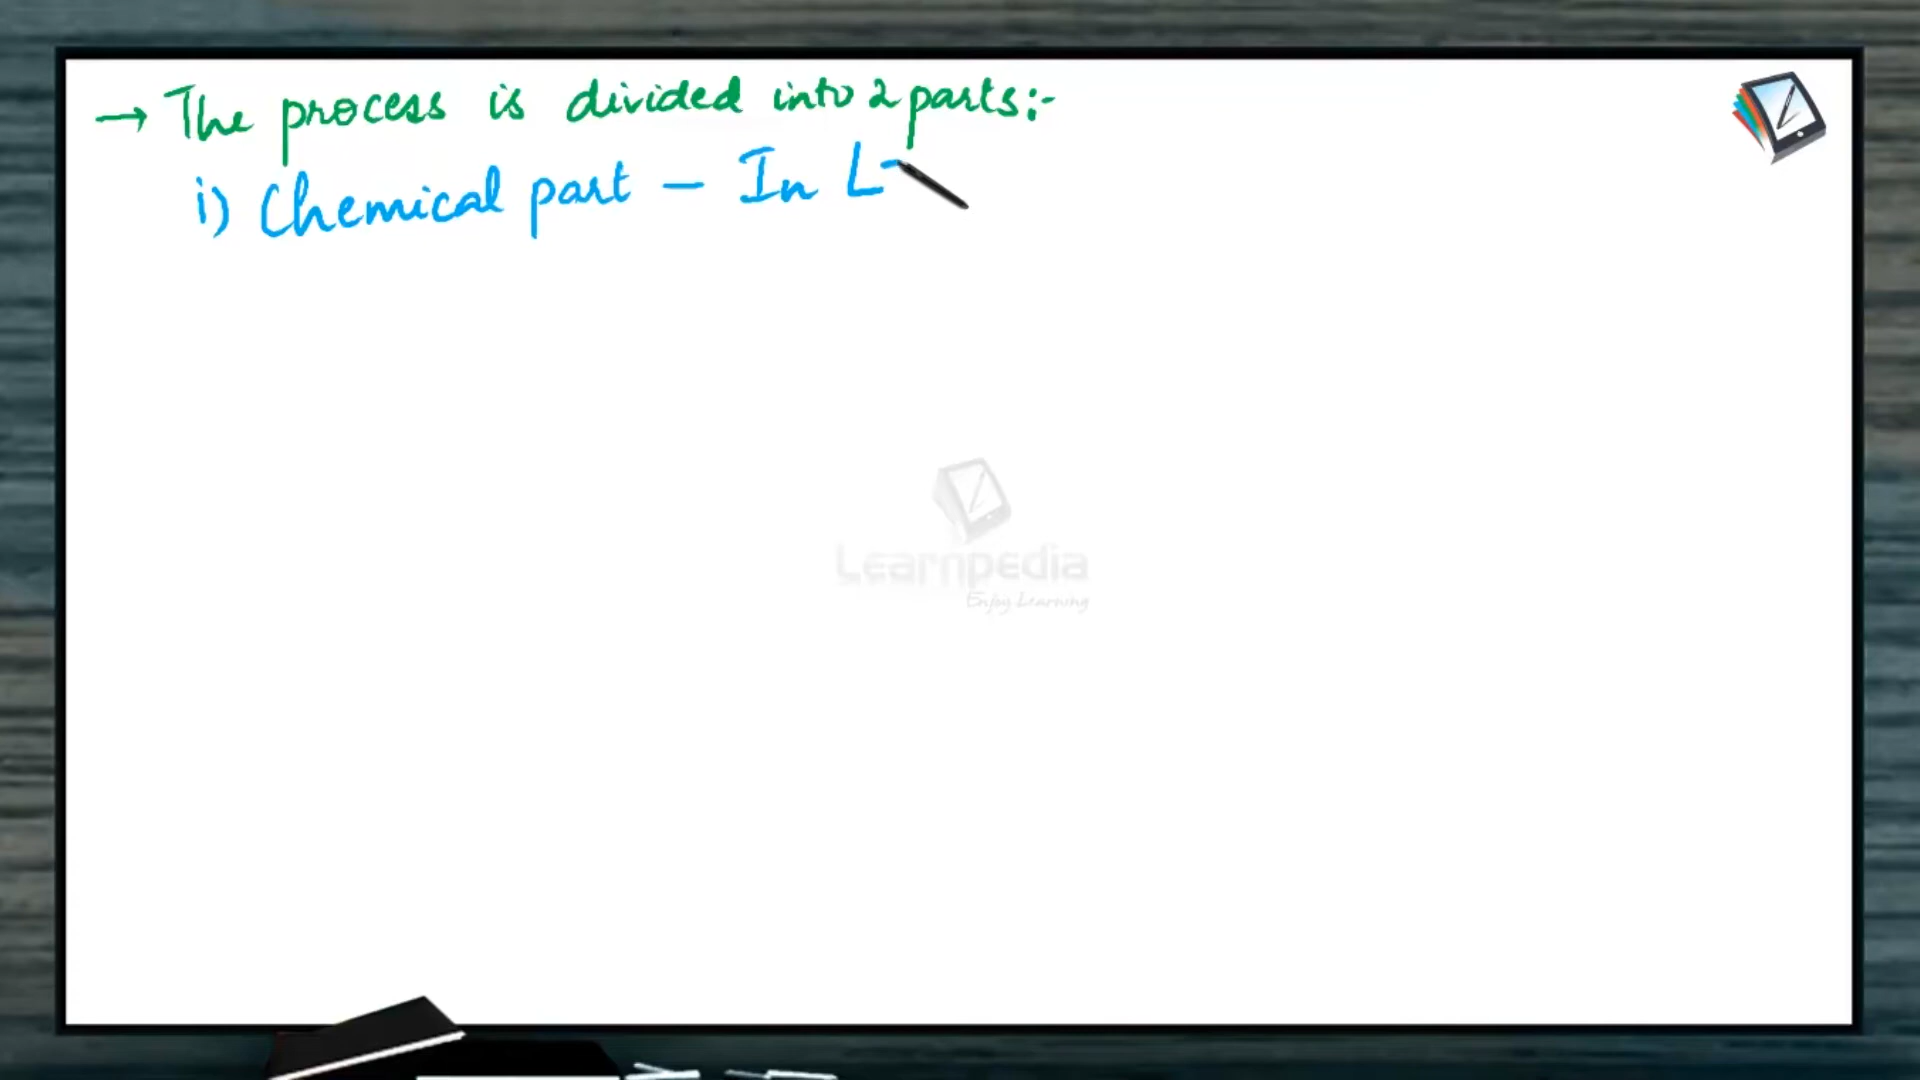 → The process is divided into 2 parts:-
i) Chemical part - In L
Learnpedia
Enjoy Learning